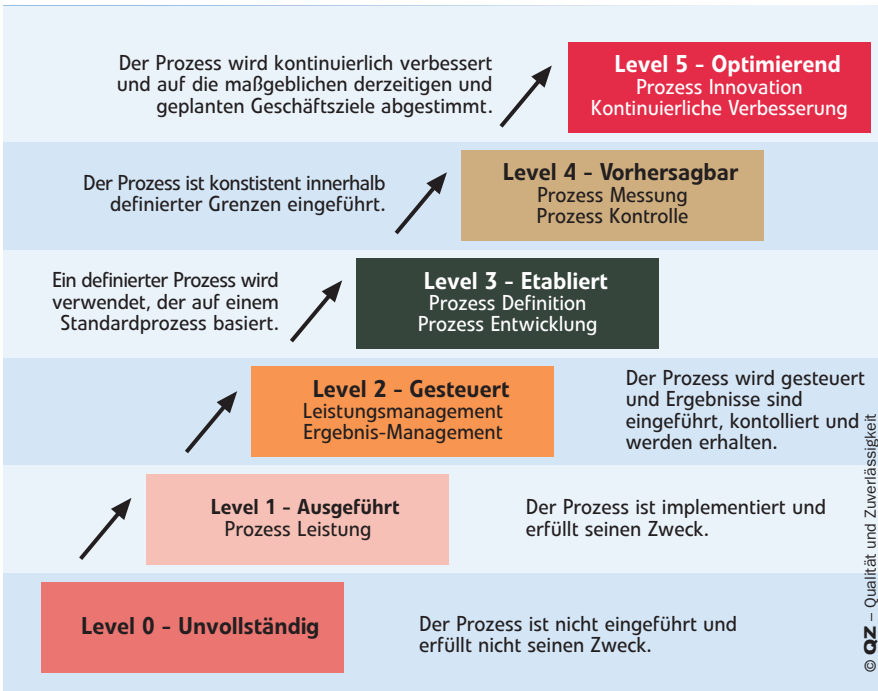 Der Prozess wird kontinuierlich verbessert
und auf die maßgeblichen derzeitigen und
geplanten Geschäftsziele abgestimmt.
Level 5 – Optimierend
Prozess Innovation
Kontinuierliche Verbesserung
Der Prozess ist konstistent innerhalb
definierter Grenzen eingeführt.
Level 4 – Vorhersagbar
Prozess Messung
Prozess Kontrolle
Ein definierter Prozess wird
verwendet, der auf einem
Standardprozess basiert.
Level 3 – Etabliert
Prozess Definition
Prozess Entwicklung
Level 2 – Gesteuert
Leistungsmanagement
Ergebnis-Management
Der Prozess wird gesteuert
und Ergebnisse sind
eingeführt, kontolliert und
werden erhalten.
Level 1 – Ausgeführt
Prozess Leistung
Der Prozess ist implementiert und
erfüllt seinen Zweck.
Level 0 – Unvollständig
Der Prozess ist nicht eingeführt und
erfüllt nicht seinen Zweck.
© QZ – Qualität und Zuverlässigkeit